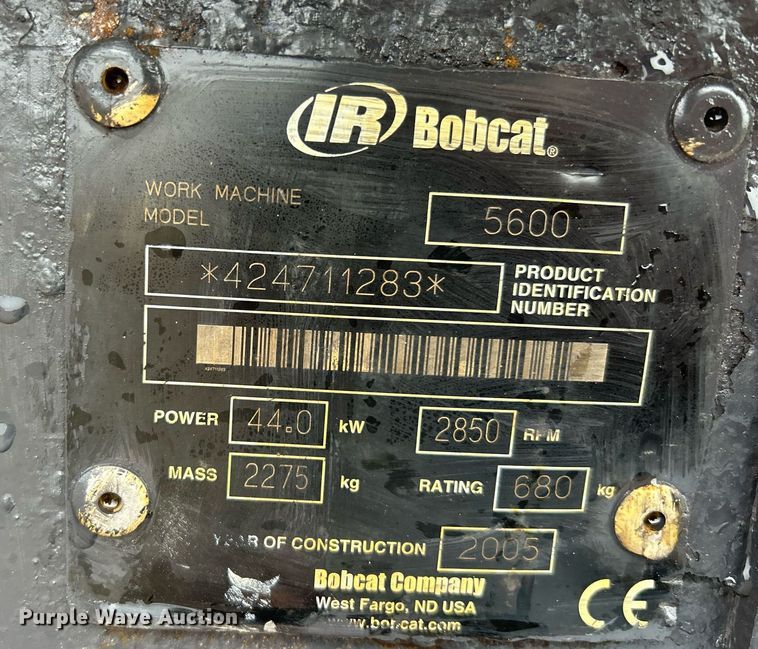 IR Bobcat®
WORK MACHINE
MODEL
5600
*424711283*
PRODUCT
IDENTIFICATION
NUMBER
POWER 44.0 kW 2850 RPM
MASS 2275 kg RATING 680 kg
YEAR OF CONSTRUCTION 2005
Bobcat Company
West Fargo, ND USA
www.bobcat.com
CE
Purple Wave Auction